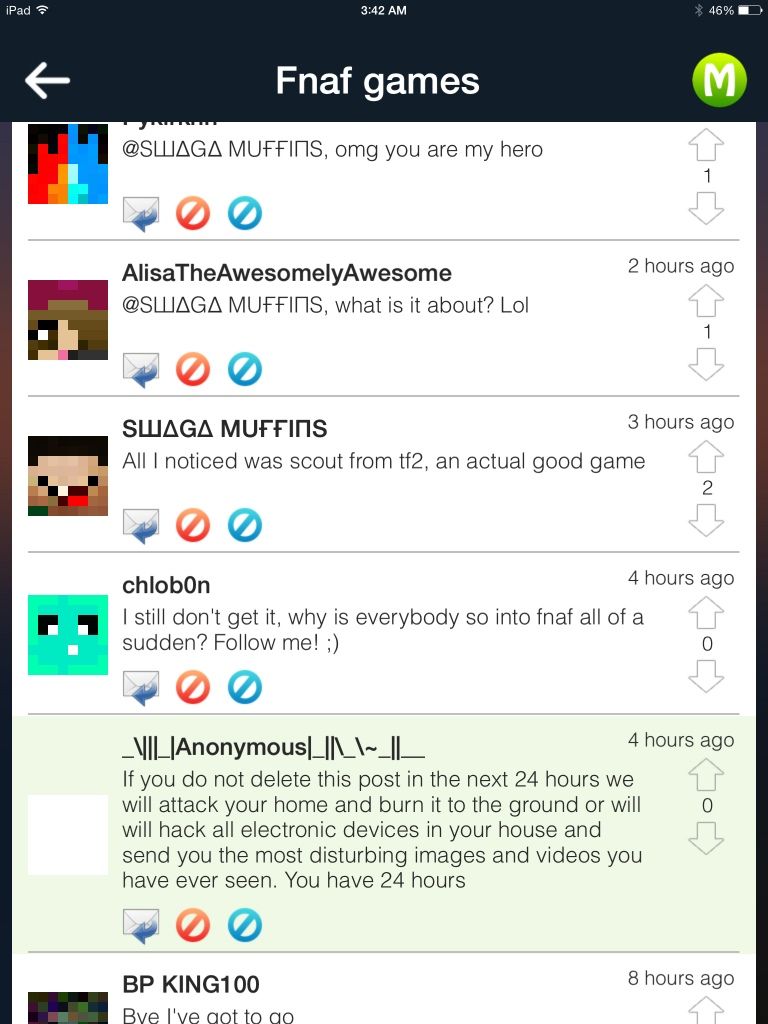 iPad 3:42 AM 46%
Fnaf games
M
@SШΔGΔ MUҒҒIПS, omg you are my hero
1
AlisaTheAwesomelyAwesome 2 hours ago
@SШΔGΔ MUҒҒIПS, what is it about? Lol
1
SШΔGΔ MUҒҒIПS 3 hours ago
All I noticed was scout from tf2, an actual good game
2
chlob0n 4 hours ago
I still don't get it, why is everybody so into fnaf all of a
sudden? Follow me! ;)
0
_\|||_|Anonymous|_||\_\~_||__ 4 hours ago
If you do not delete this post in the next 24 hours we
will attack your home and burn it to the ground or will
will hack all electronic devices in your house and
send you the most disturbing images and videos you
have ever seen. You have 24 hours
0
BP KING100 8 hours ago
Bye I've got to go